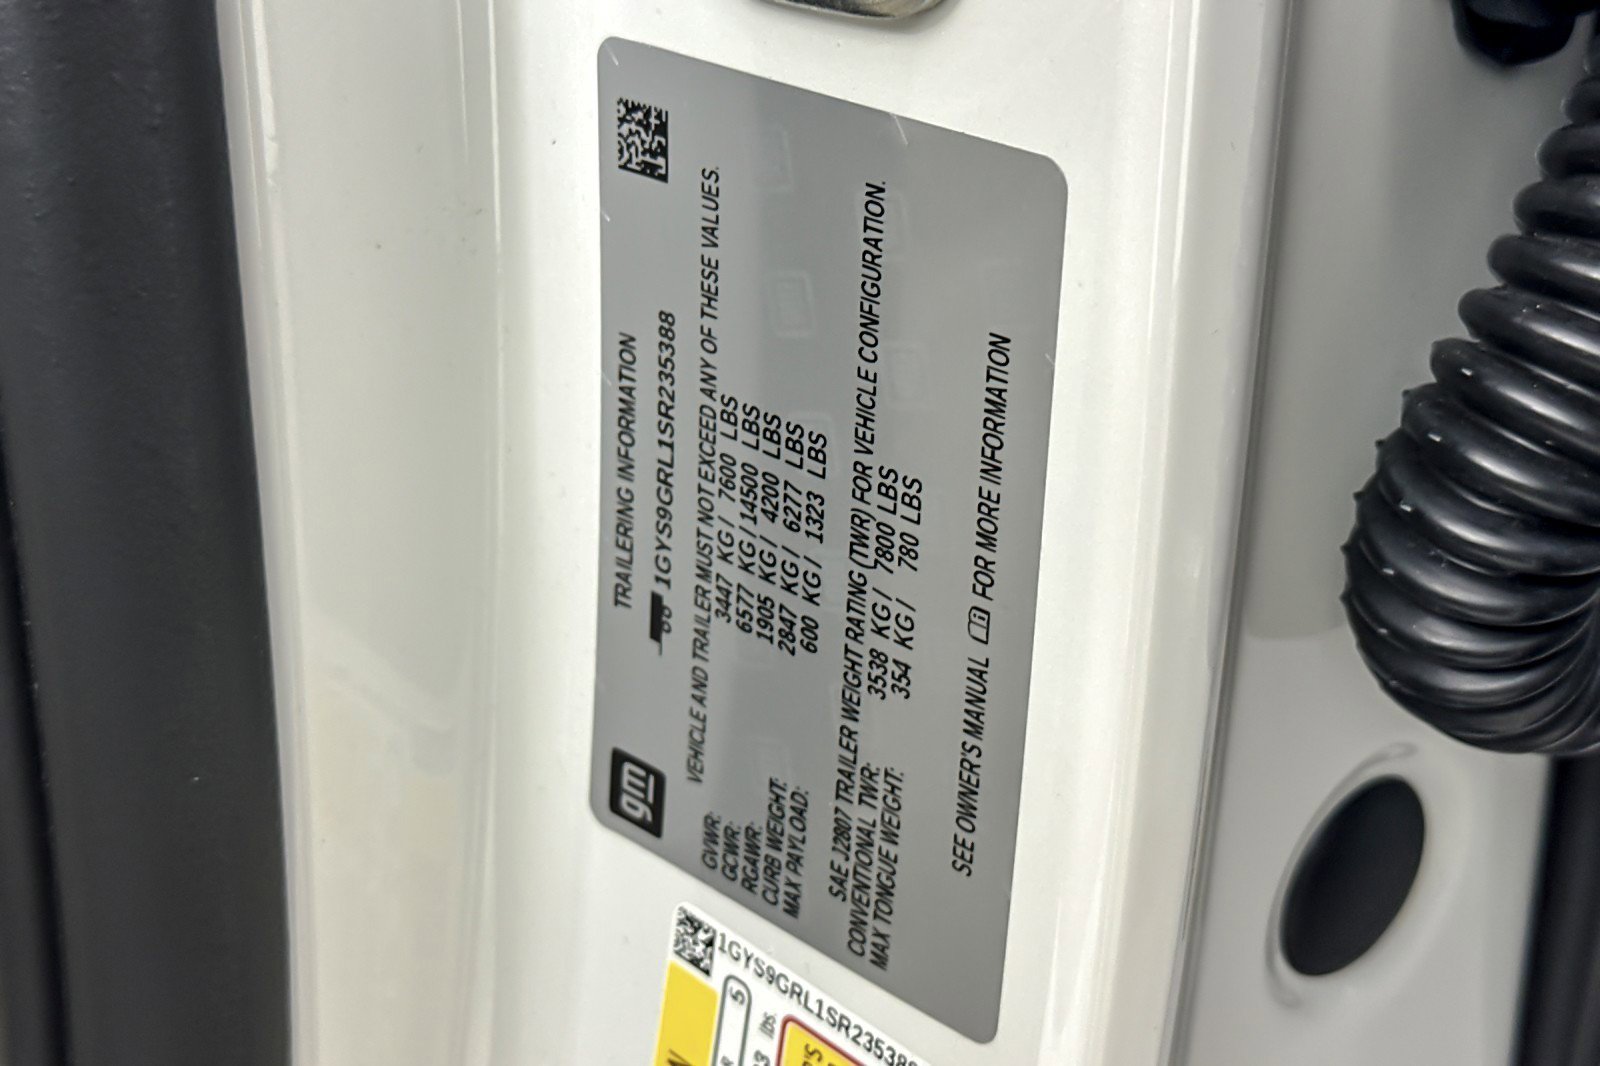 gm
TRAILERING INFORMATION
1GYS9GRL1SR235388
VEHICLE AND TRAILER MUST NOT EXCEED ANY OF THESE VALUES.
GVWR: 3447 KG / 7600 LBS
GCWR: 6577 KG / 14500 LBS
RGAWR: 1905 KG / 4200 LBS
CURB WEIGHT: 2847 KG / 6277 LBS
MAX PAYLOAD: 600 KG / 1323 LBS
SAE J2807 TRAILER WEIGHT RATING (TWR) FOR VEHICLE CONFIGURATION.
CONVENTIONAL TWR: 3538 KG / 7800 LBS
MAX TONGUE WEIGHT: 354 KG / 780 LBS
SEE OWNER'S MANUAL FOR MORE INFORMATION
1GYS9GRL1SR235388
5
lbs.